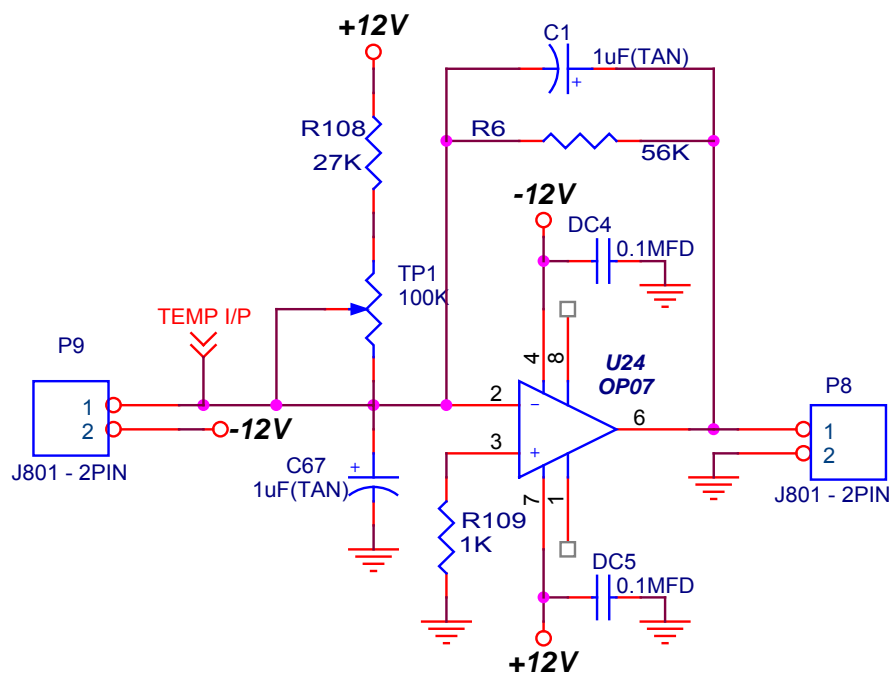 +12V
C1
1uF(TAN)
+
R108
27K
R6
56K
-12V
DC4
0.1MFD
TP1
100K
TEMP I/P
P9
1
2
-12V
J801 - 2PIN
4
8
U24
OP07
2
−
3
+
6
7
1
P8
1
2
J801 - 2PIN
+
C67
1uF(TAN)
R109
1K
DC5
0.1MFD
+12V